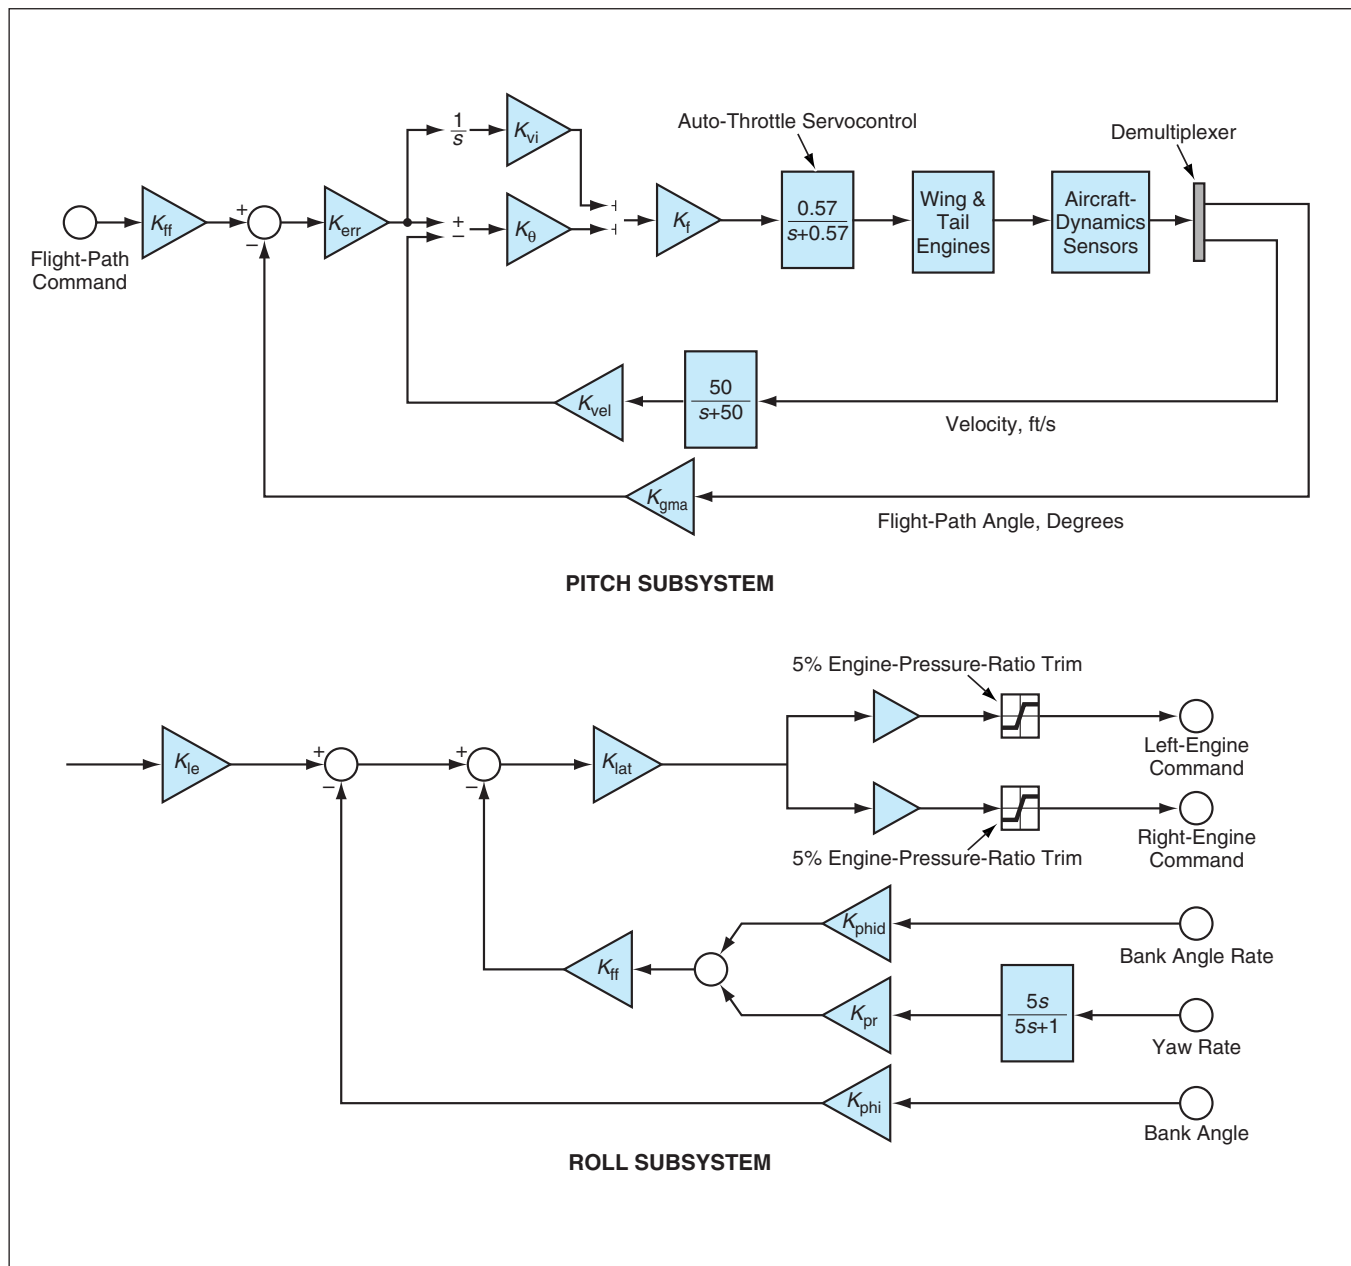 Auto-Throttle Servocontrol
Demultiplexer
1
s
Kvi
Kff
+
−
Kerr
+
−
Kθ
Kf
0.57
s+0.57
Wing &
Tail
Engines
Aircraft-
Dynamics
Sensors
Flight-Path
Command
Kvel
50
s+50
Velocity, ft/s
Kgma
Flight-Path Angle, Degrees
PITCH SUBSYSTEM
5% Engine-Pressure-Ratio Trim
Kle
+
−
+
−
Klat
Left-Engine
Command
5% Engine-Pressure-Ratio Trim
Right-Engine
Command
Kphid
Bank Angle Rate
Kff
Kpr
5s
5s+1
Yaw Rate
Kphi
Bank Angle
ROLL SUBSYSTEM